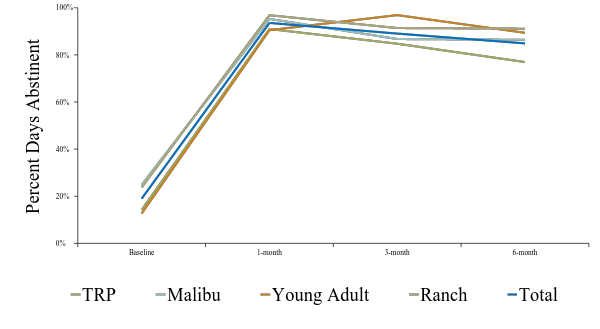 100%
80%
60%
40%
20%
0%
Percent Days Abstinent
Baseline 1-month 3-month 6-month
TRP Malibu Young Adult Ranch Total